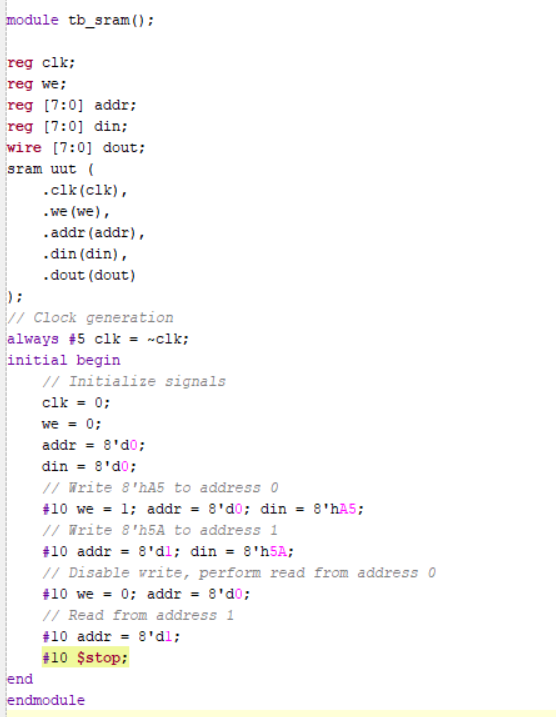 module tb_sram();
reg clk;
reg we;
reg [7:0] addr;
reg [7:0] din;
wire [7:0] dout;
sram uut (
    .clk(clk),
    .we(we),
    .addr(addr),
    .din(din),
    .dout(dout)
);
// Clock generation
always #5 clk = ~clk;
initial begin
    // Initialize signals
    clk = 0;
    we = 0;
    addr = 8'd0;
    din = 8'd0;
    // Write 8'hA5 to address 0
    #10 we = 1; addr = 8'd0; din = 8'hA5;
    // Write 8'h5A to address 1
    #10 addr = 8'd1; din = 8'h5A;
    // Disable write, perform read from address 0
    #10 we = 0; addr = 8'd0;
    // Read from address 1
    #10 addr = 8'd1;
    #10 $stop;
end
endmodule